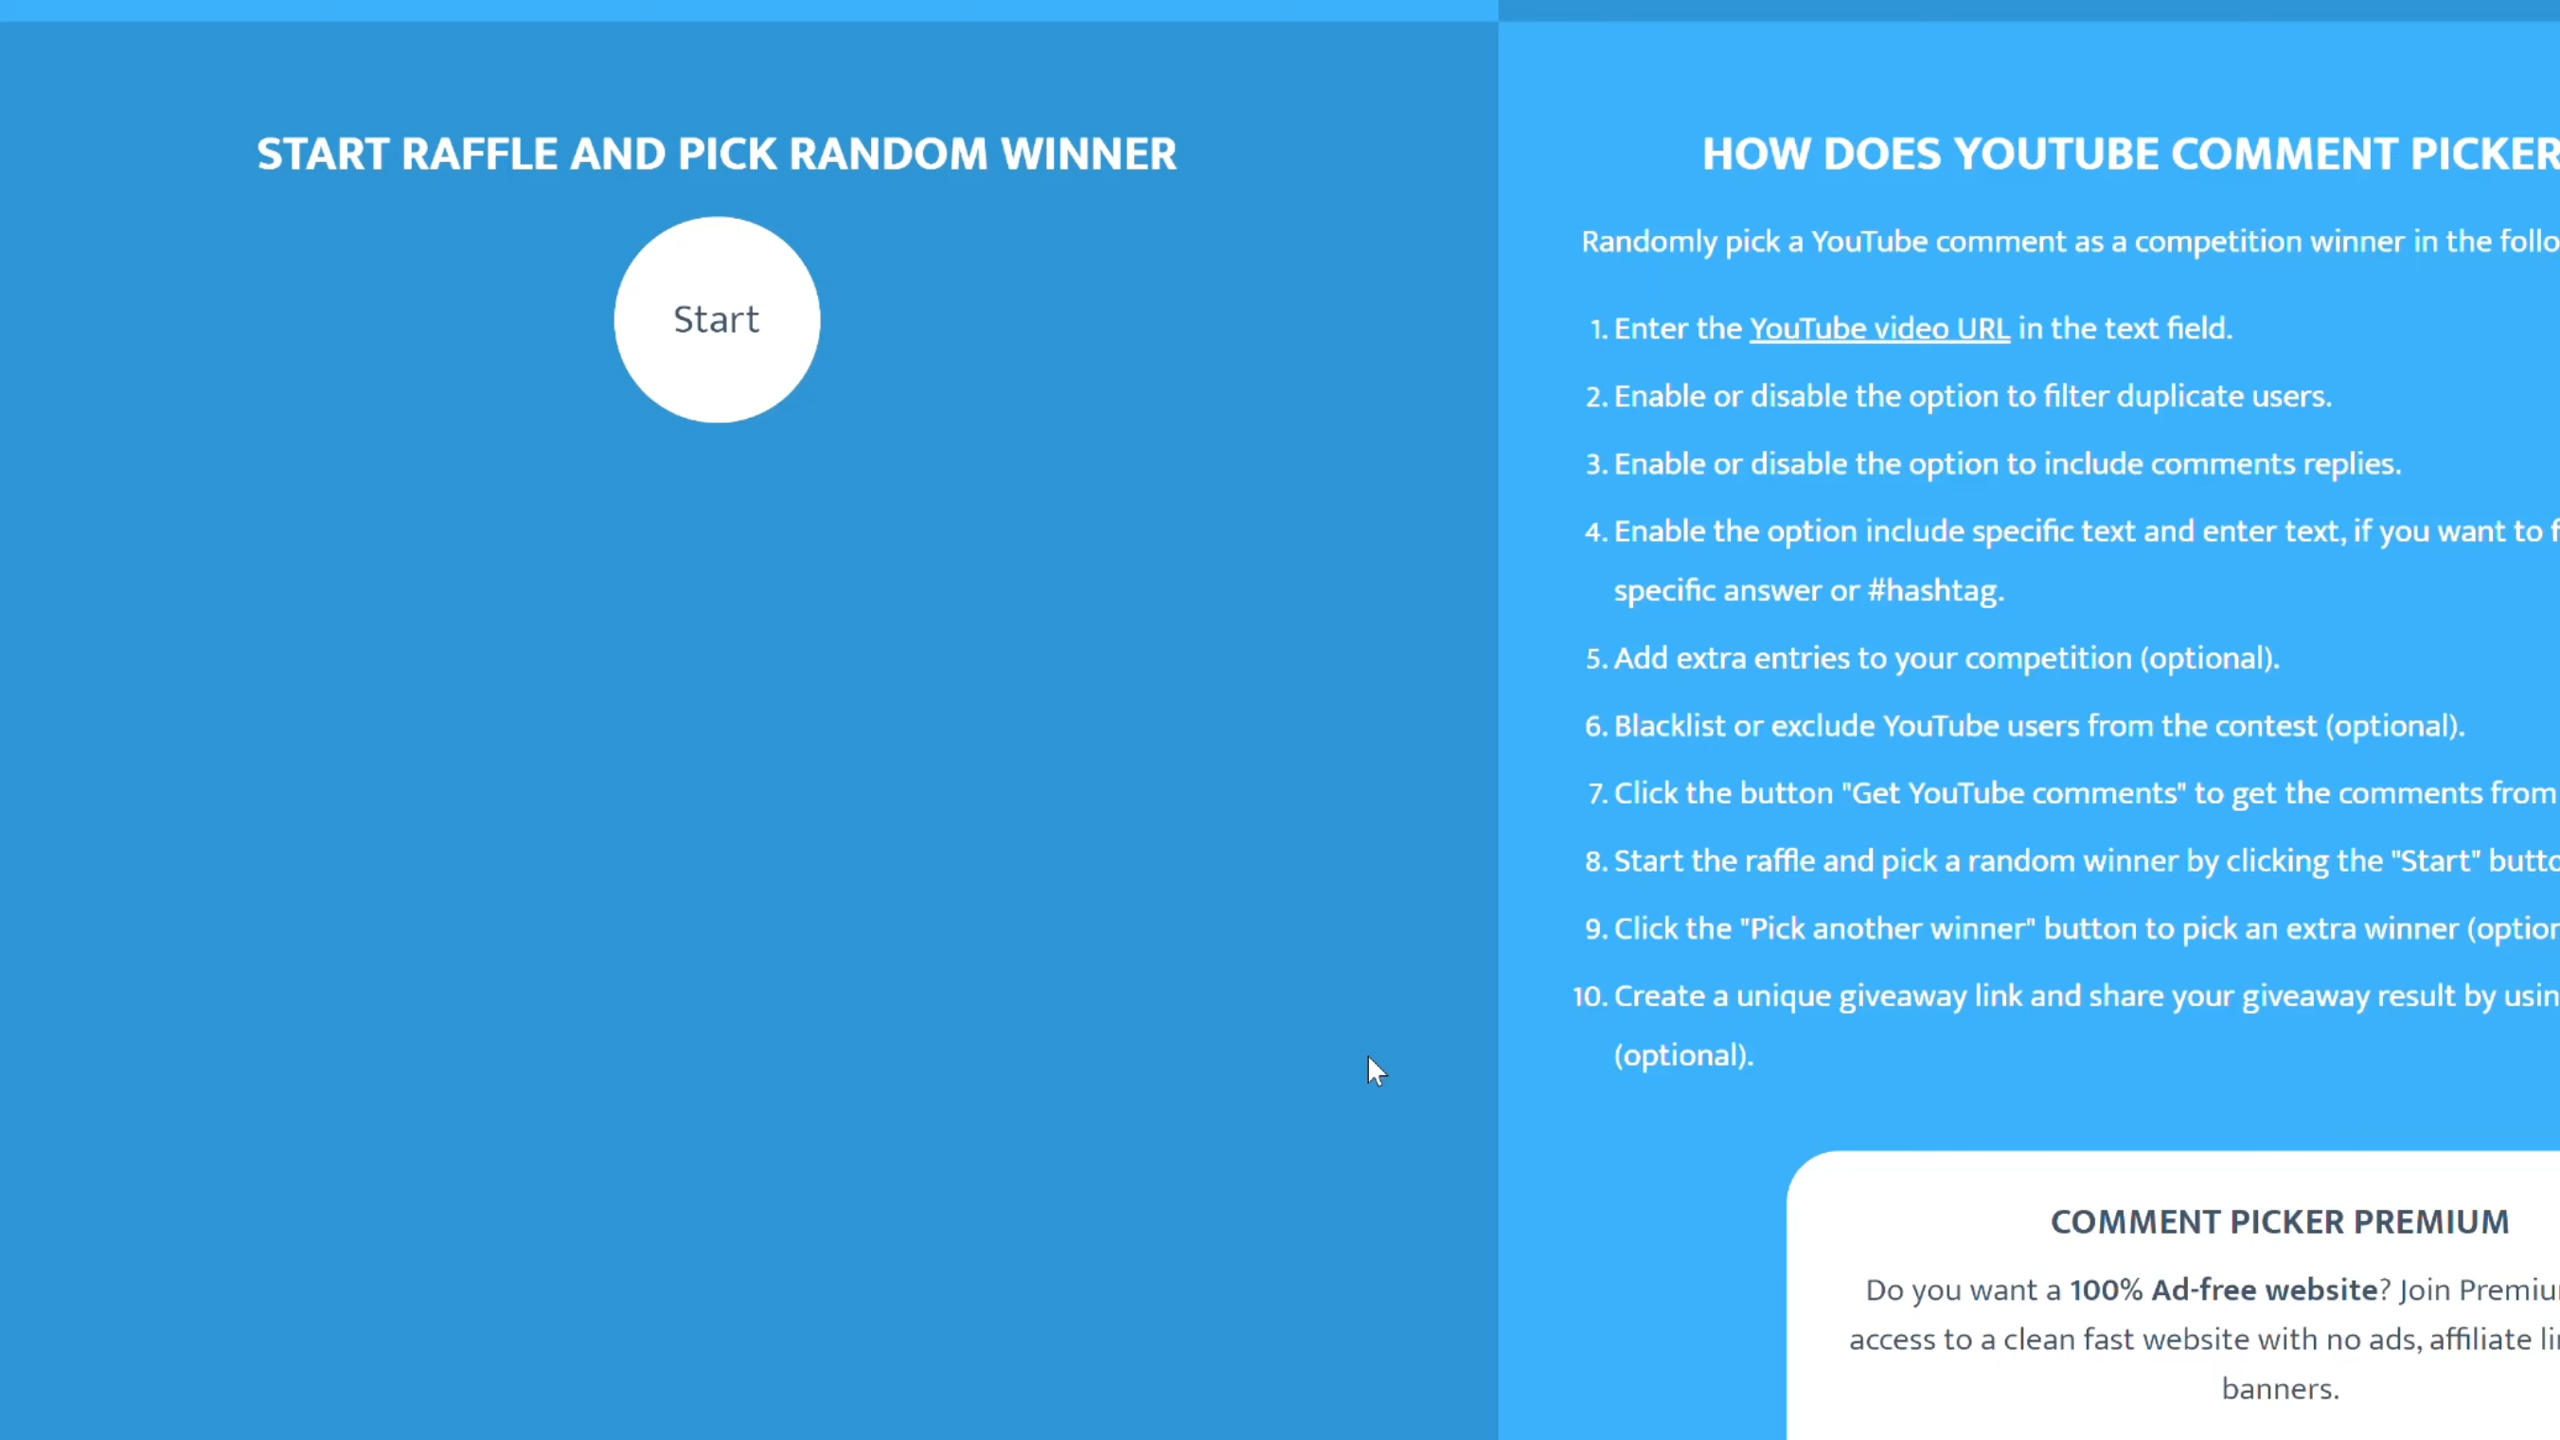 START RAFFLE AND PICK RANDOM WINNER
Start
HOW DOES YOUTUBE COMMENT PICKER
Randomly pick a YouTube comment as a competition winner in the follo
1. Enter the YouTube video URL in the text field.
2. Enable or disable the option to filter duplicate users.
3. Enable or disable the option to include comments replies.
4. Enable the option include specific text and enter text, if you want to f
specific answer or #hashtag.
5. Add extra entries to your competition (optional).
6. Blacklist or exclude YouTube users from the contest (optional).
7. Click the button "Get YouTube comments" to get the comments from
8. Start the raffle and pick a random winner by clicking the "Start" butto
9. Click the "Pick another winner" button to pick an extra winner (option
10. Create a unique giveaway link and share your giveaway result by usin
(optional).
COMMENT PICKER PREMIUM
Do you want a 100% Ad-free website? Join Premiu
access to a clean fast website with no ads, affiliate li
banners.